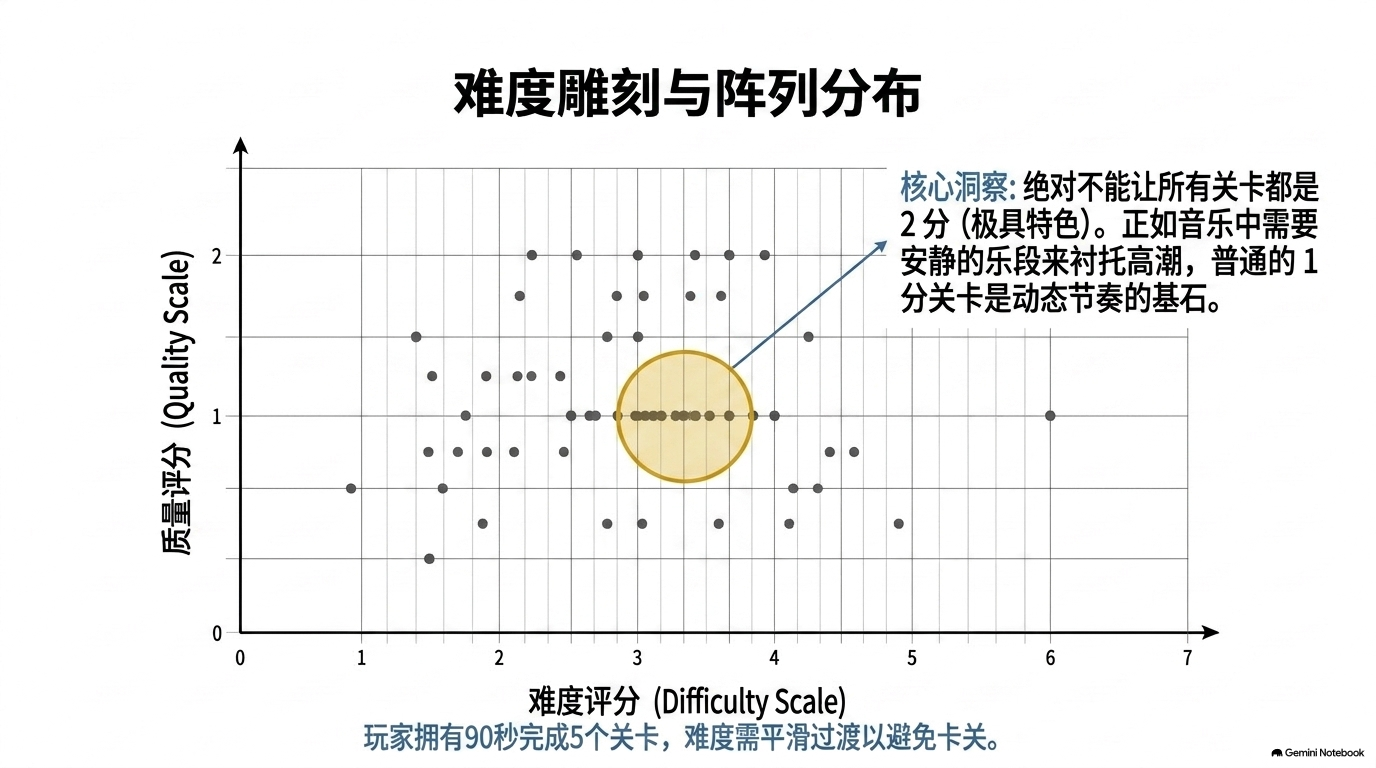 难度雕刻与阵列分布
核心洞察: 绝对不能让所有关卡都是
2 分（极具特色）。正如音乐中需要
安静的乐段来衬托高潮，普通的 1
分关卡是动态节奏的基石。
质量评分 (Quality Scale)
2
1
0
0 1 2 3 4 5 6 7
难度评分 (Difficulty Scale)
玩家拥有90秒完成5个关卡，难度需平滑过渡以避免卡关。
Gemini Notebook